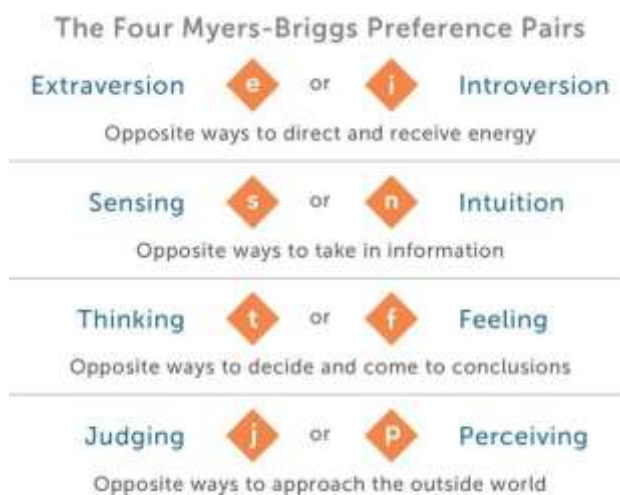 The Four Myers-Briggs Preference Pairs
Extraversion e or i Introversion
Opposite ways to direct and receive energy
Sensing s or n Intuition
Opposite ways to take in information
Thinking t or f Feeling
Opposite ways to decide and come to conclusions
Judging j or P Perceiving
Opposite ways to approach the outside world